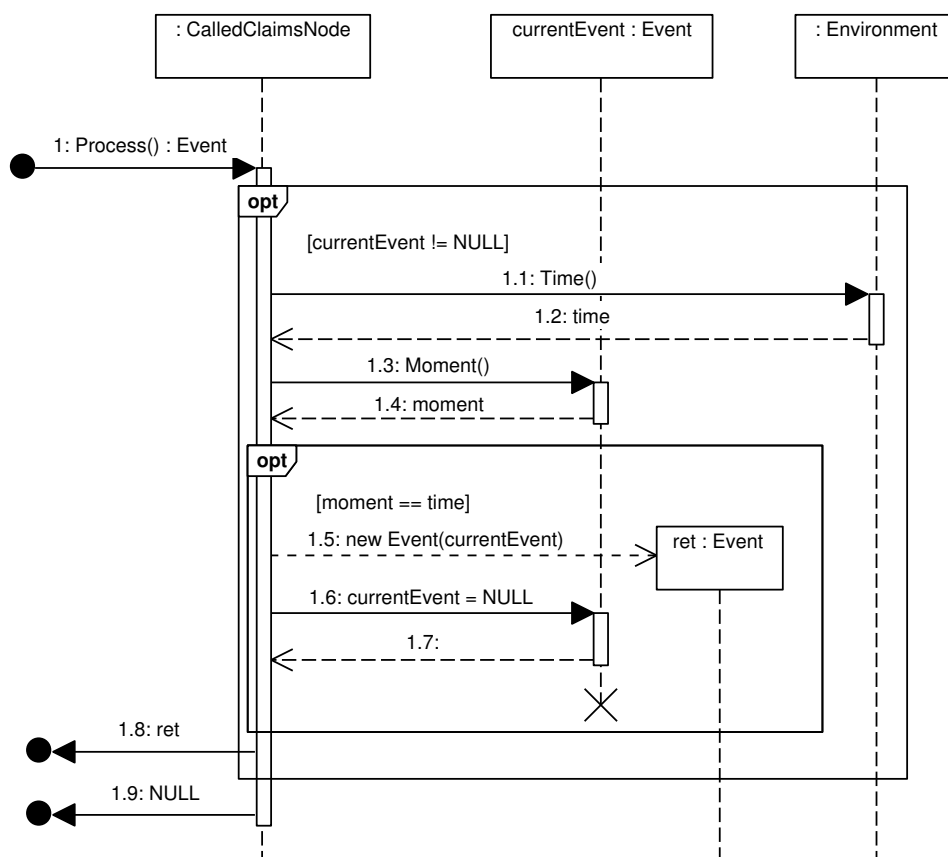 : CalledClaimsNode
currentEvent : Event
: Environment
1: Process() : Event
opt
[currentEvent != NULL]
1.1: Time()
1.2: time
1.3: Moment()
1.4: moment
opt
[moment == time]
1.5: new Event(currentEvent)
ret : Event
1.6: currentEvent = NULL
1.7:
1.8: ret
1.9: NULL